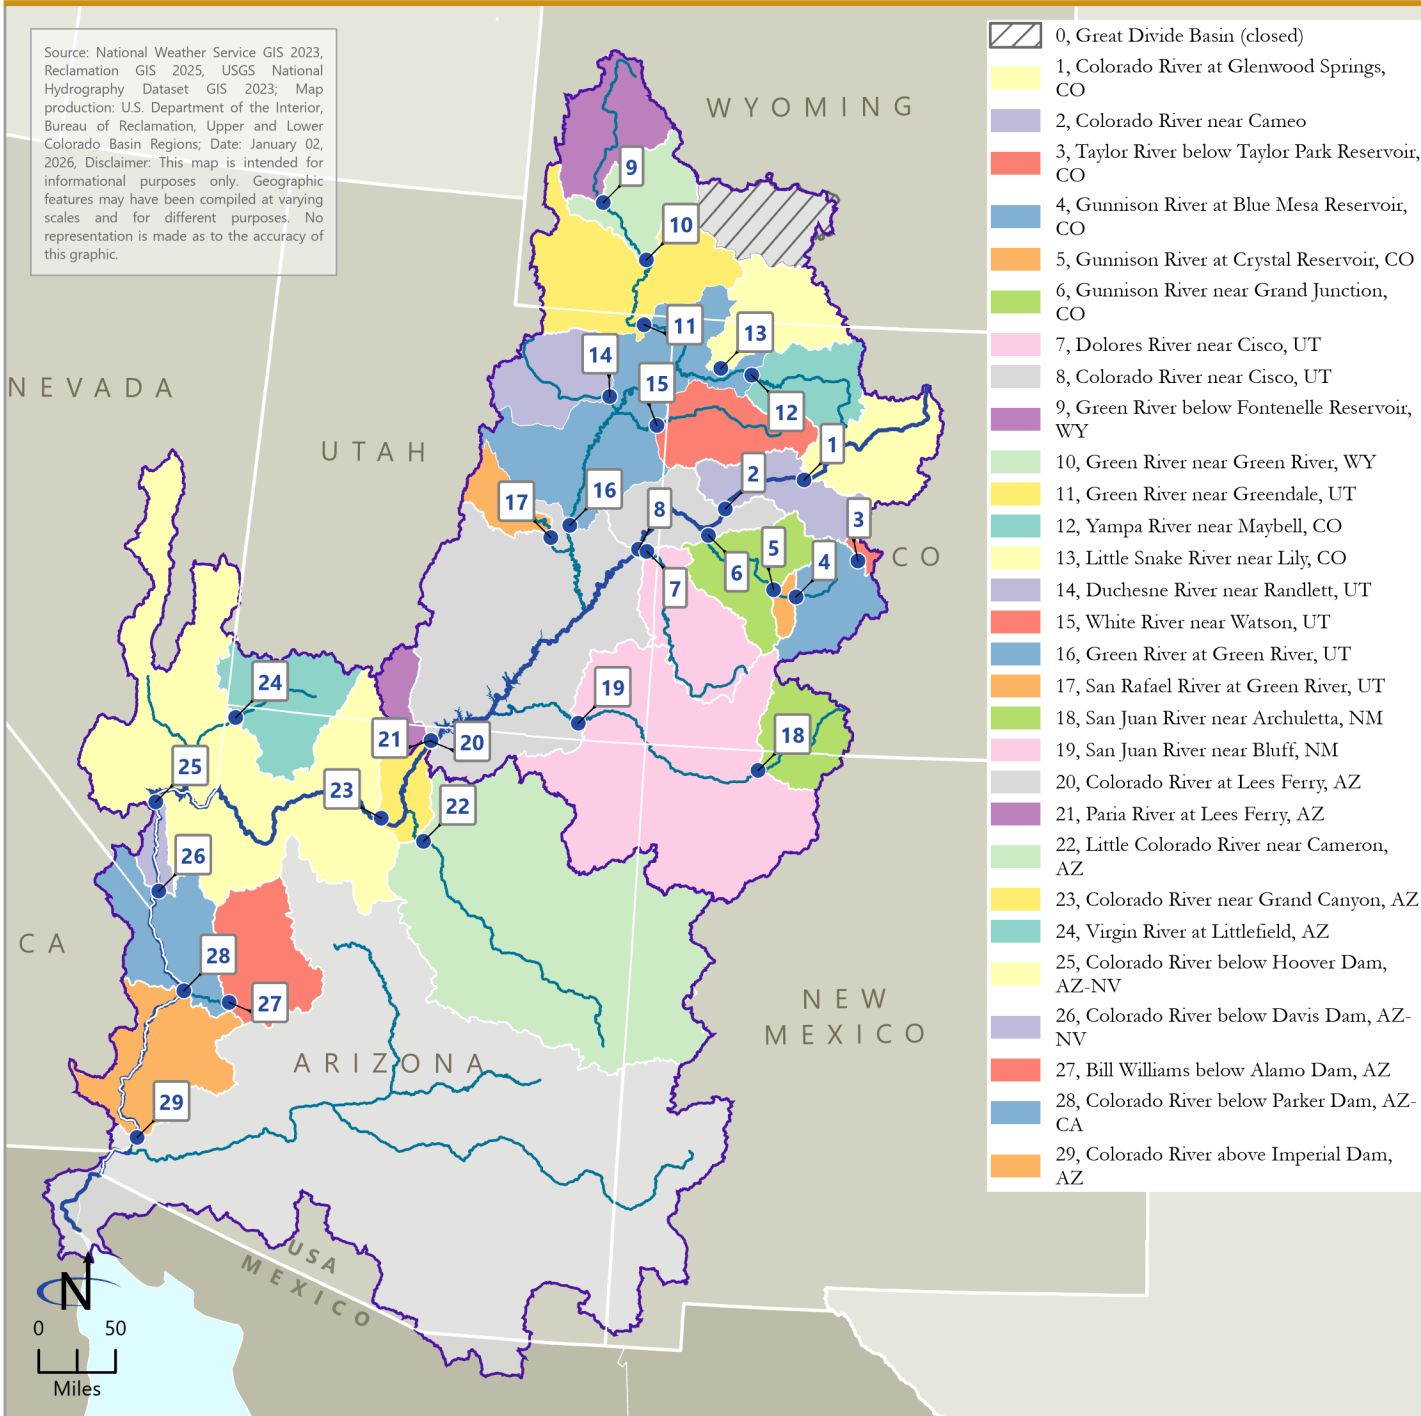 Source: National Weather Service GIS 2023,
Reclamation GIS 2025, USGS National
Hydrography Dataset GIS 2023; Map
production: U.S. Department of the Interior,
Bureau of Reclamation, Upper and Lower
Colorado Basin Regions; Date: January 02,
2026, Disclaimer: This map is intended for
informational purposes only. Geographic
features may have been compiled at varying
scales and for different purposes. No
representation is made as to the accuracy of
this graphic.
WYOMING
NEVADA
UTAH
CO
CA
ARIZONA
NEW
MEXICO
USA
MEXICO
9
10
11
13
14
15
12
1
2
16
17
8
3
5
4
6
7
24
19
18
21
20
25
23
22
26
28
27
29
N
0 50
Miles
0, Great Divide Basin (closed)
1, Colorado River at Glenwood Springs,
CO
2, Colorado River near Cameo
3, Taylor River below Taylor Park Reservoir,
CO
4, Gunnison River at Blue Mesa Reservoir,
CO
5, Gunnison River at Crystal Reservoir, CO
6, Gunnison River near Grand Junction,
CO
7, Dolores River near Cisco, UT
8, Colorado River near Cisco, UT
9, Green River below Fontenelle Reservoir,
WY
10, Green River near Green River, WY
11, Green River near Greendale, UT
12, Yampa River near Maybell, CO
13, Little Snake River near Lily, CO
14, Duchesne River near Randlett, UT
15, White River near Watson, UT
16, Green River at Green River, UT
17, San Rafael River at Green River, UT
18, San Juan River near Archuletta, NM
19, San Juan River near Bluff, NM
20, Colorado River at Lees Ferry, AZ
21, Paria River at Lees Ferry, AZ
22, Little Colorado River near Cameron,
AZ
23, Colorado River near Grand Canyon, AZ
24, Virgin River at Littlefield, AZ
25, Colorado River below Hoover Dam,
AZ-NV
26, Colorado River below Davis Dam, AZ-
NV
27, Bill Williams below Alamo Dam, AZ
28, Colorado River below Parker Dam, AZ-
CA
29, Colorado River above Imperial Dam,
AZ